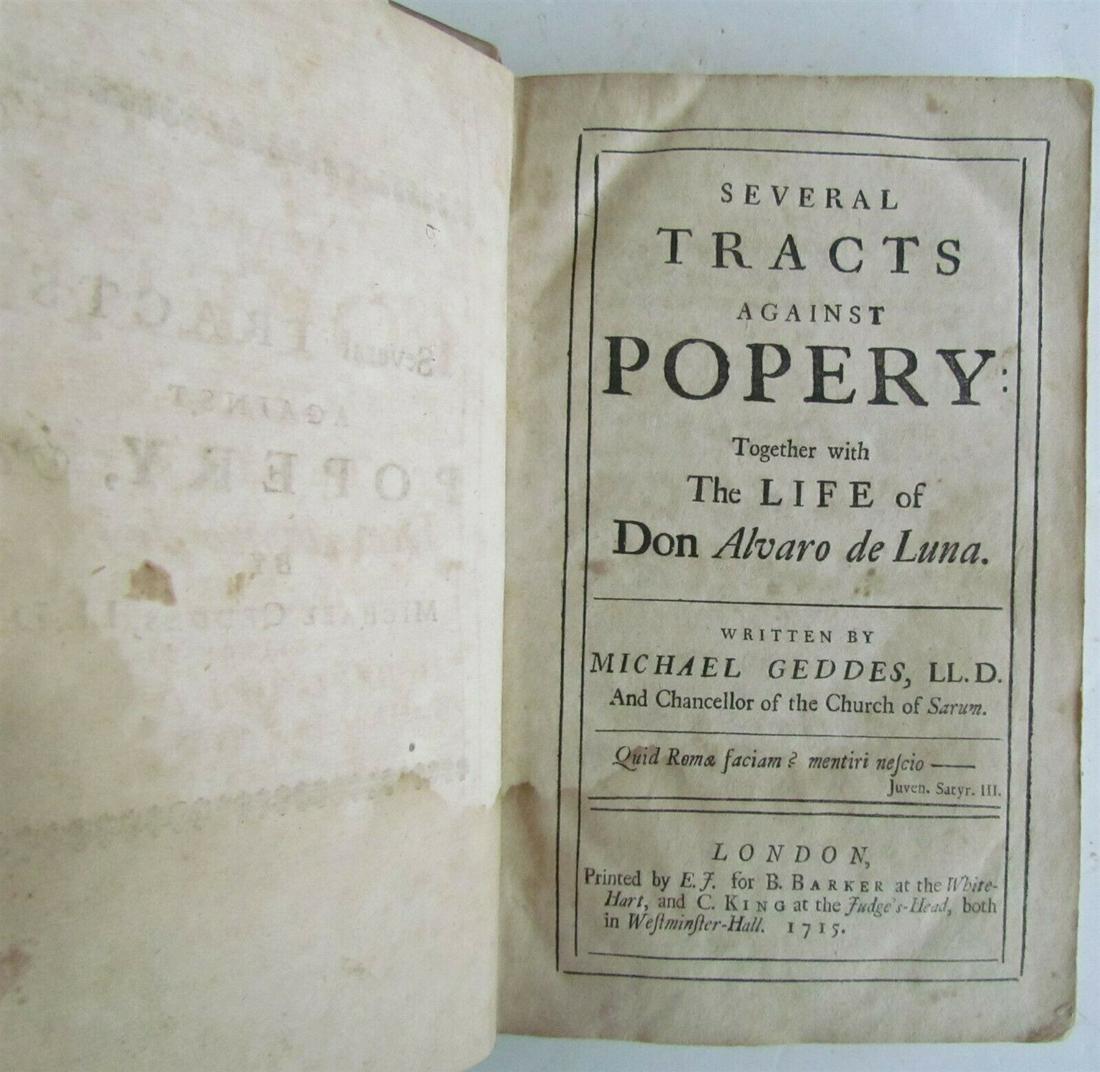 SEVERAL
TRACTS
AGAINST
POPERY:
Together with
The LIFE of
Don Alvaro de Luna.
WRITTEN BY
MICHAEL GEDDES, LL.D.
And Chancellor of the Church of Sarum.
Quid Romæ faciam? mentiri neſcio ——
Juven. Satyr. III.
LONDON,
Printed by E.J. for B. BARKER at the White-
Hart, and C. KING at the Judge's-Head, both
in Weſtminſter-Hall. 1715.